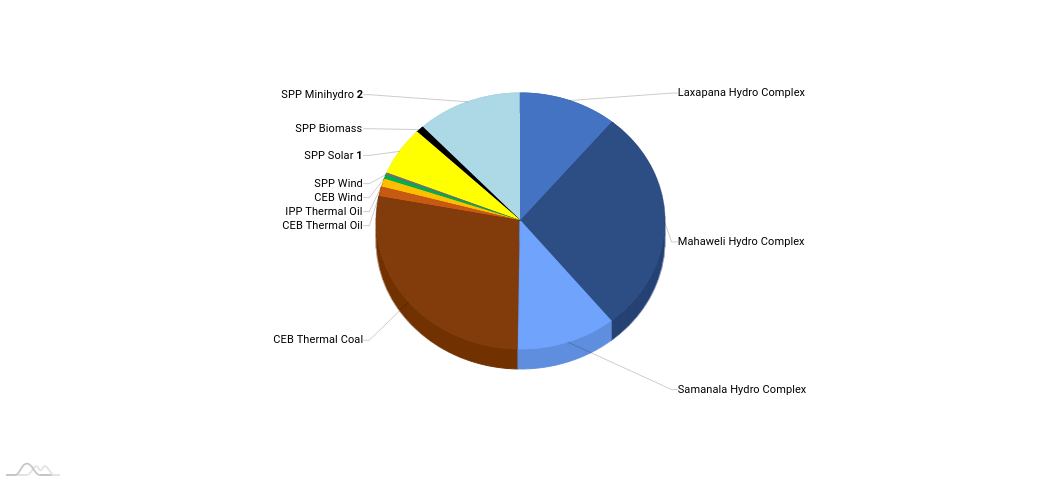 SPP Minihydro 2
Laxapana Hydro Complex
SPP Biomass
SPP Solar 1
SPP Wind
CEB Wind
IPP Thermal Oil
CEB Thermal Oil
Mahaweli Hydro Complex
CEB Thermal Coal
Samanala Hydro Complex